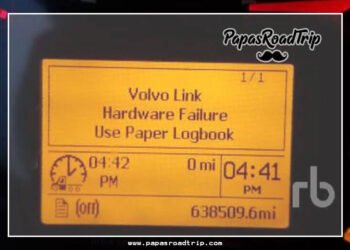 PapasRoadTrip
1/1
Volvo Link
Hardware Failure
Use Paper Logbook
04:42 PM
0 mi
04:41 PM
(off)
638509.6mi
rb
www.papasroadtrip.com